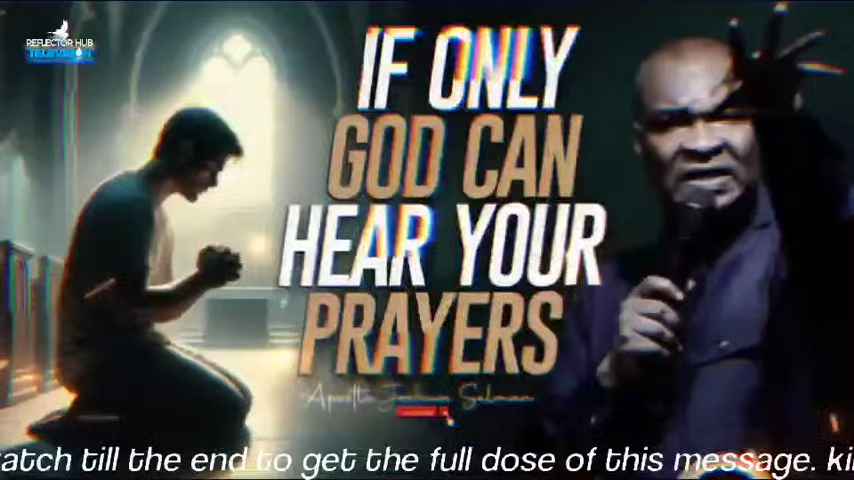 REFLECTOR HUB
TELEVISION
IF ONLY
GOD CAN
HEAR YOUR
PRAYERS
Apostle Joshua Selman
atch till the end to get the full dose of this message. ki